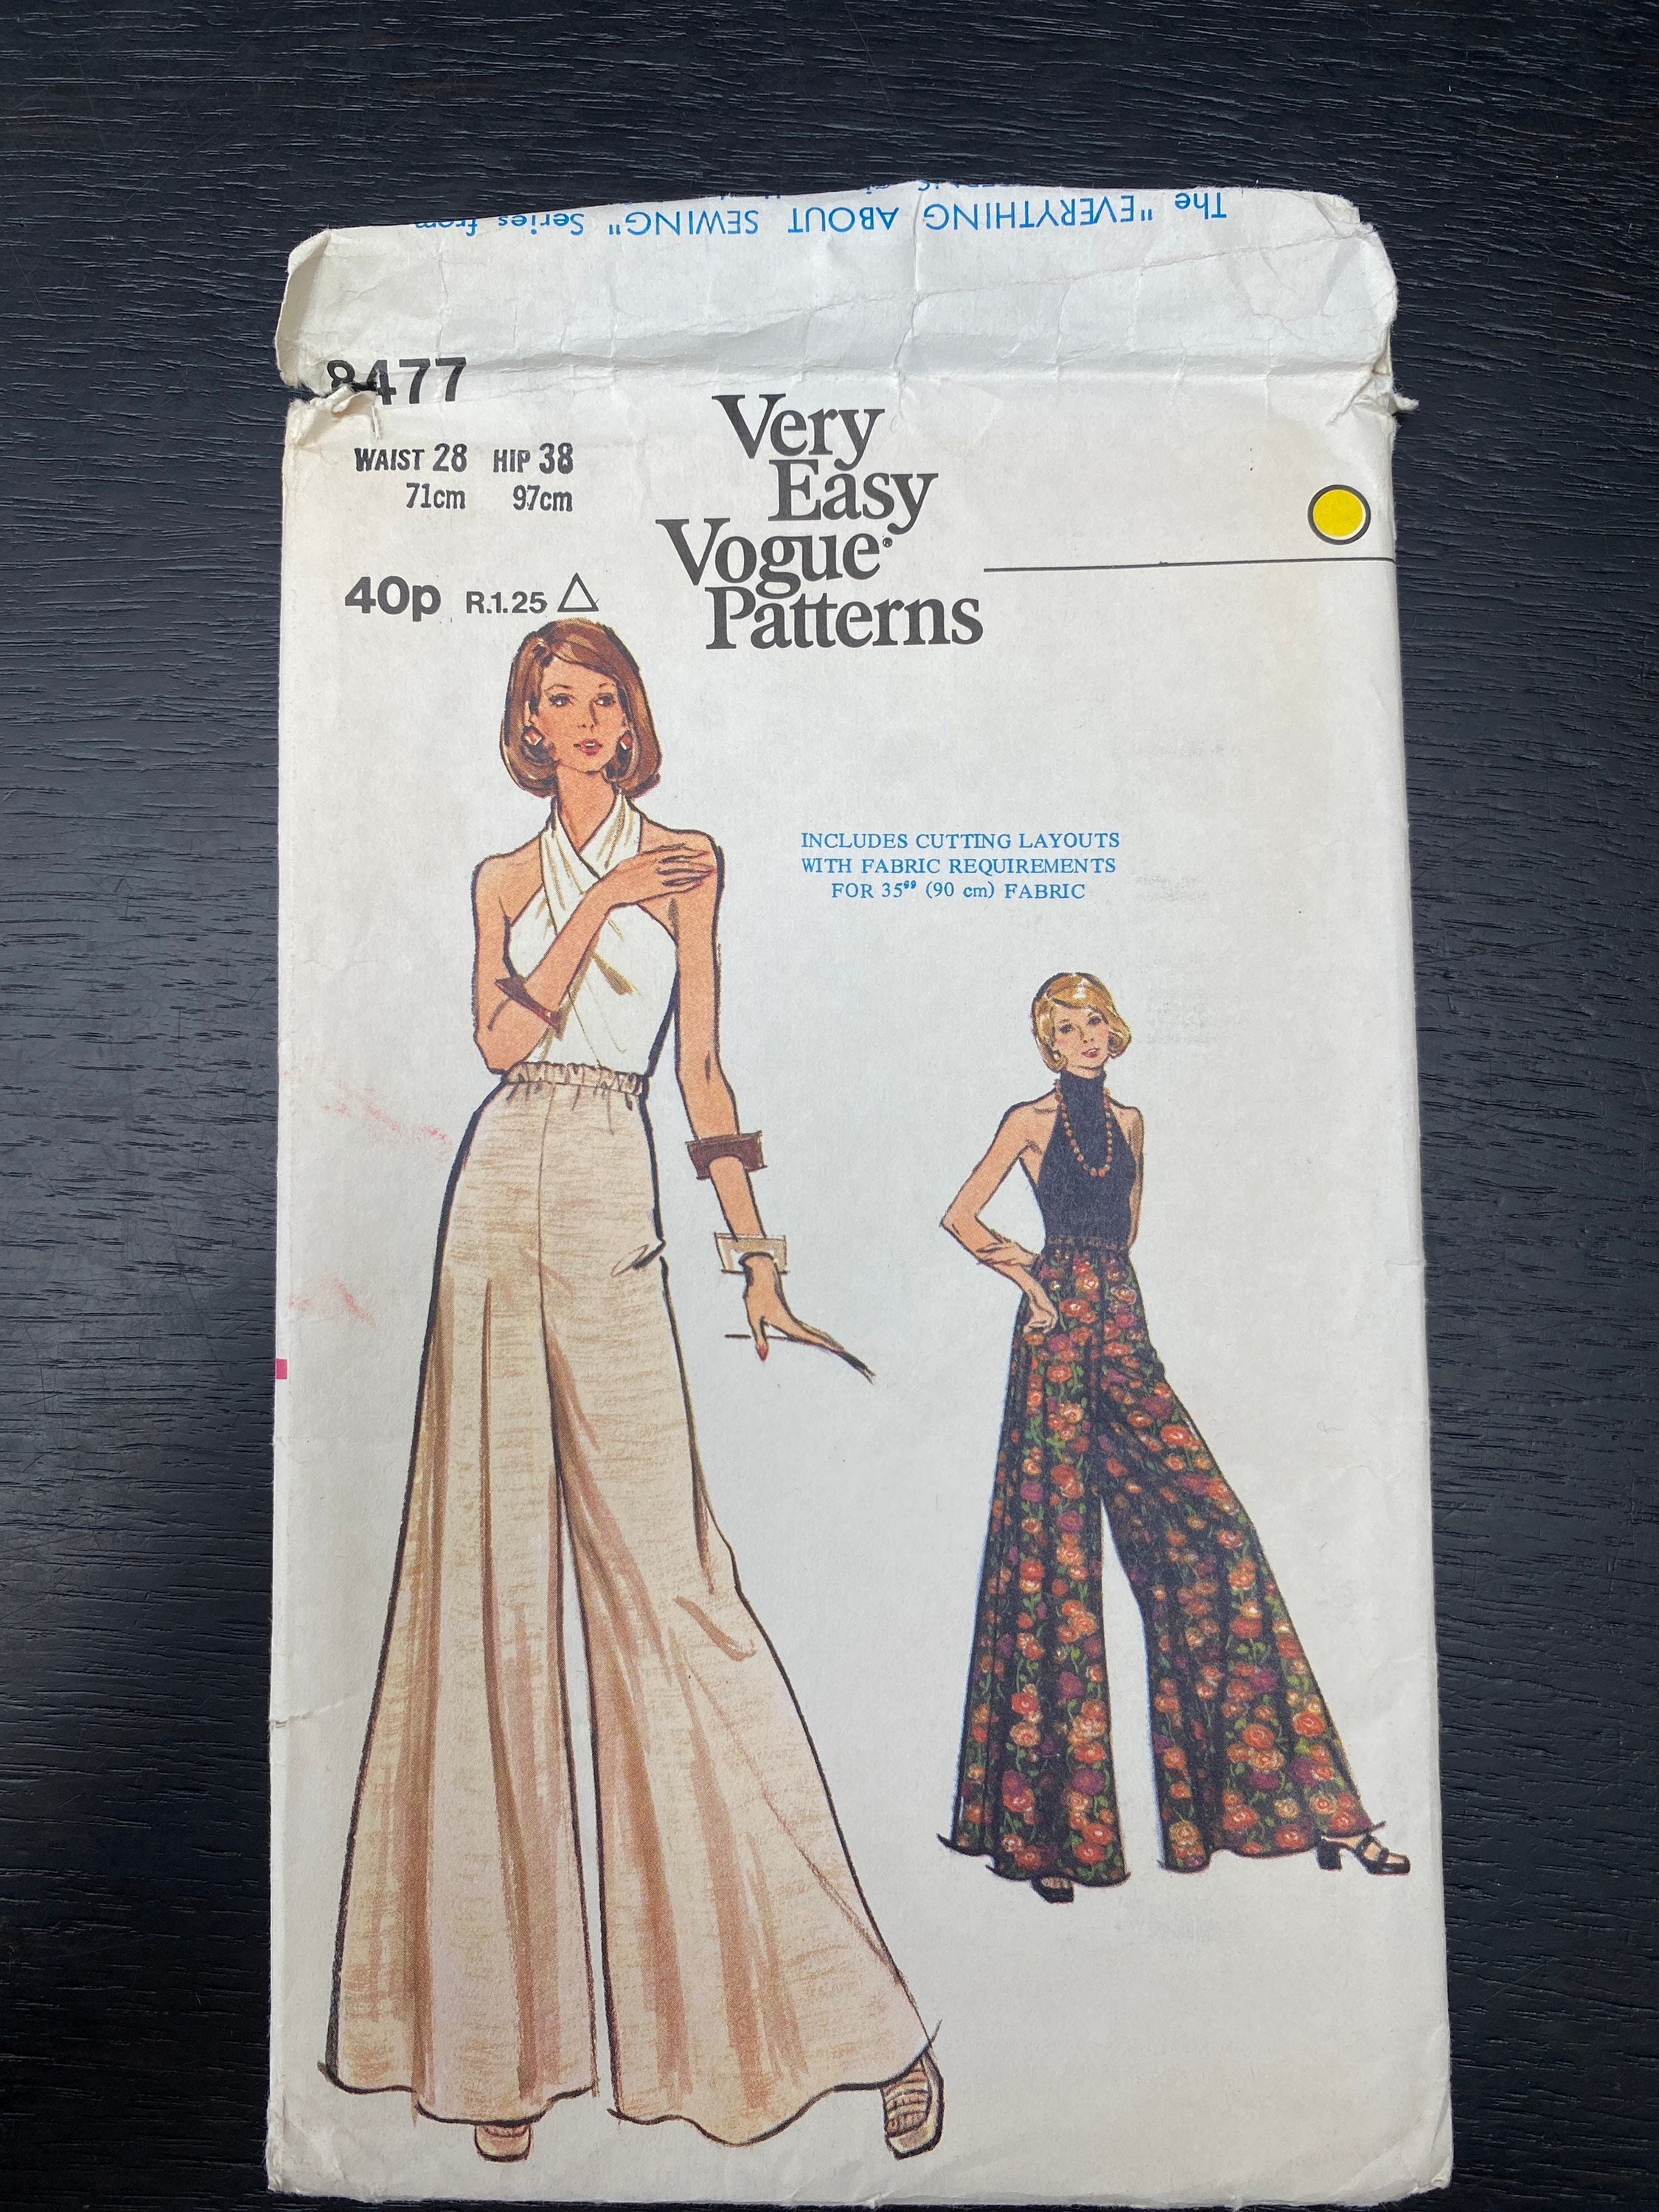 The "EVERYTHING ABOUT SEWING" Series from
8477
WAIST 28 HIP 38
71cm 97cm
40p R.1.25 △
Very
Easy
Vogue®
Patterns
INCLUDES CUTTING LAYOUTS
WITH FABRIC REQUIREMENTS
FOR 35" (90 cm) FABRIC